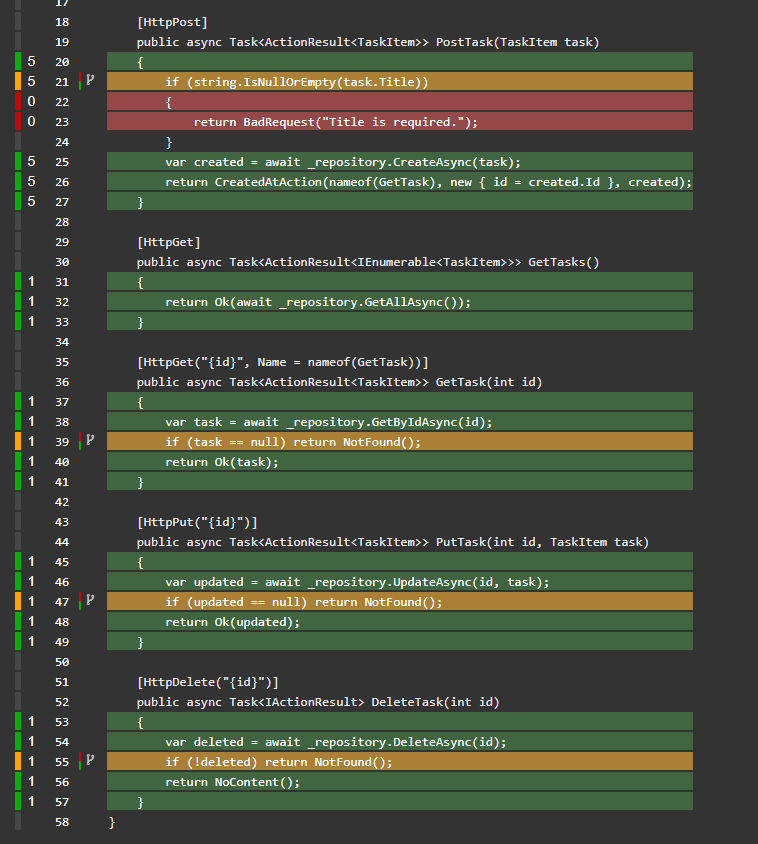 17
18 [HttpPost]
19 public async Task<ActionResult<TaskItem>> PostTask(TaskItem task)
5 20 {
5 21 if (string.IsNullOrEmpty(task.Title))
0 22 {
0 23 return BadRequest("Title is required.");
24 }
5 25 var created = await _repository.CreateAsync(task);
5 26 return CreatedAtAction(nameof(GetTask), new { id = created.Id }, created);
5 27 }
28
29 [HttpGet]
30 public async Task<ActionResult<IEnumerable<TaskItem>>> GetTasks()
1 31 {
1 32 return Ok(await _repository.GetAllAsync());
1 33 }
34
35 [HttpGet("{id}", Name = nameof(GetTask))]
36 public async Task<ActionResult<TaskItem>> GetTask(int id)
1 37 {
1 38 var task = await _repository.GetByIdAsync(id);
1 39 if (task == null) return NotFound();
1 40 return Ok(task);
1 41 }
42
43 [HttpPut("{id}")]
44 public async Task<ActionResult<TaskItem>> PutTask(int id, TaskItem task)
1 45 {
1 46 var updated = await _repository.UpdateAsync(id, task);
1 47 if (updated == null) return NotFound();
1 48 return Ok(updated);
1 49 }
50
51 [HttpDelete("{id}")]
52 public async Task<IActionResult> DeleteTask(int id)
1 53 {
1 54 var deleted = await _repository.DeleteAsync(id);
1 55 if (!deleted) return NotFound();
1 56 return NoContent();
1 57 }
58 }